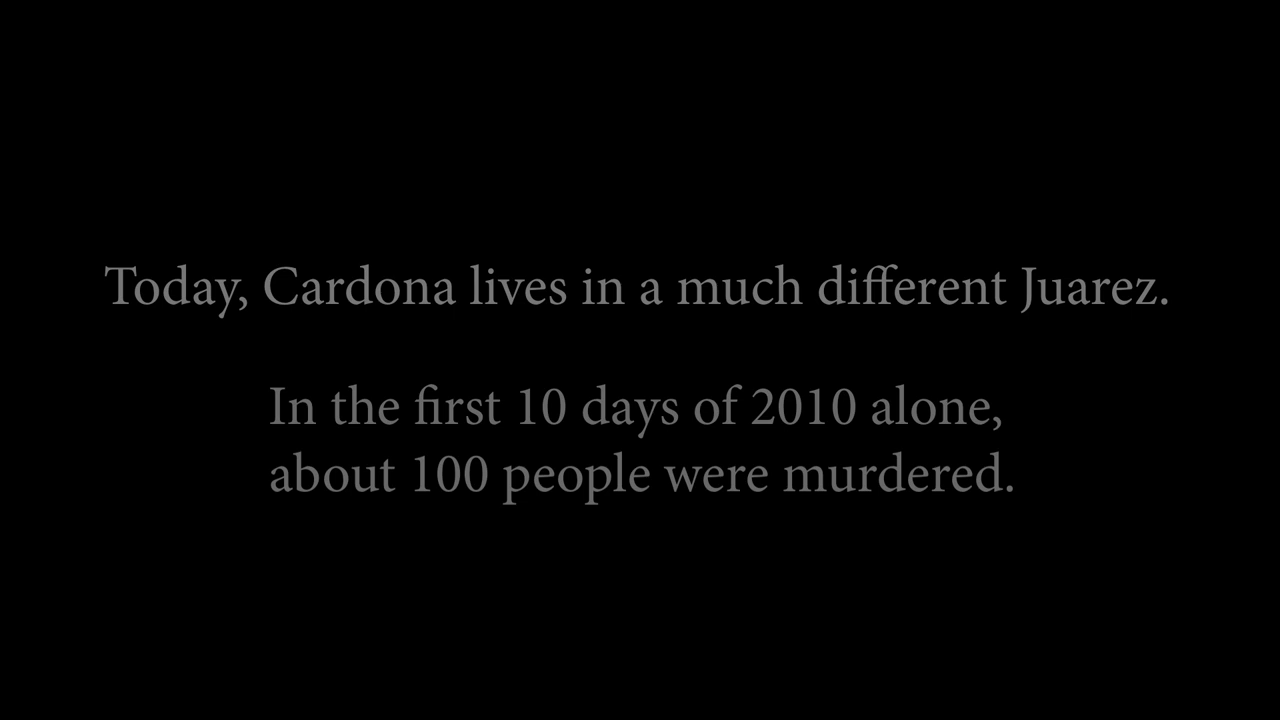 Today, Cardona lives in a much different Juarez.
In the first 10 days of 2010 alone,
about 100 people were murdered.